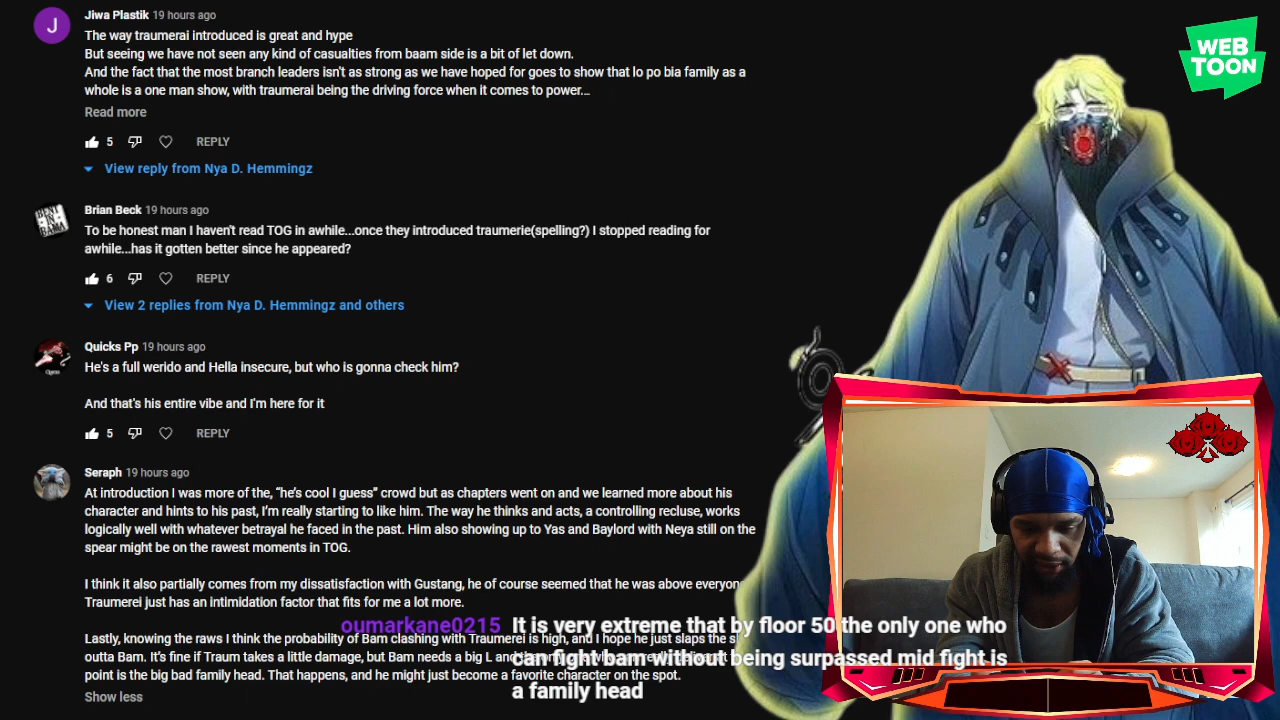 J
Jiwa Plastik 19 hours ago
The way traumerai introduced is great and hype
But seeing we have not seen any kind of casualties from baam side is a bit of let down.
And the fact that the most branch leaders isn't as strong as we have hoped for goes to show that lo po bia family as a
whole is a one man show, with traumerai being the driving force when it comes to power...
Read more
5 REPLY
View reply from Nya D. Hemmingz
Brian Beck 19 hours ago
To be honest man I haven't read TOG in awhile...once they introduced traumerie(spelling?) I stopped reading for
awhile...has it gotten better since he appeared?
6 REPLY
View 2 replies from Nya D. Hemmingz and others
Quicks Pp 19 hours ago
He's a full werido and Hella Insecure, but who is gonna check him?
And that's his entire vibe and I'm here for it
5 REPLY
Seraph 19 hours ago
At introduction I was more of the, “he's cool I guess” crowd but as chapters went on and we learned more about his
character and hints to his past, I'm really starting to like him. The way he thinks and acts, a controlling recluse, works
logically well with whatever betrayal he faced in the past. Him also showing up to Yas and Baylord with Neya still on the
spear might be on the rawest moments in TOG.
I think it also partially comes from my dissatisfaction with Gustang, he of course seemed that he was above everyon
Traumerei just has an intimidation factor that fits for me a lot more.
Lastly, knowing the raws I think the probability of Bam clashing with Traumerei is high, and I hope he just slaps the s
outta Bam. It's fine if Traum takes a little damage, but Bam needs a big L and
point is the big bad family head. That happens, and he might just become a favorite character on the spot.
Show less
oumarkane0215 It is very extreme that by floor 50 the only one who
can fight bam without being surpassed mid fight is
a family head
WEB
TOON